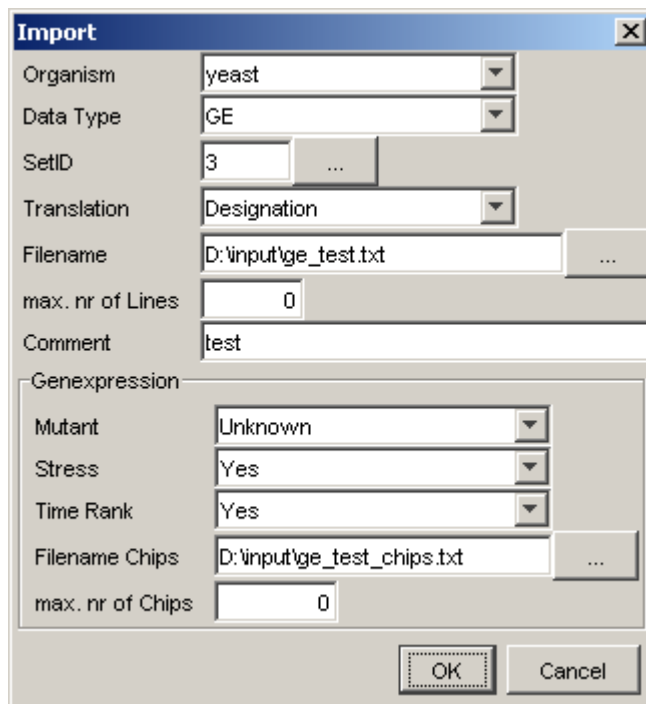 Import
Organism yeast
Data Type GE
SetID 3 ...
Translation Designation
Filename D:\input\ge_test.txt ...
max. nr of Lines 0
Comment test
Genexpression
Mutant Unknown
Stress Yes
Time Rank Yes
Filename Chips D:\input\ge_test_chips.txt ...
max. nr of Chips 0
OK Cancel